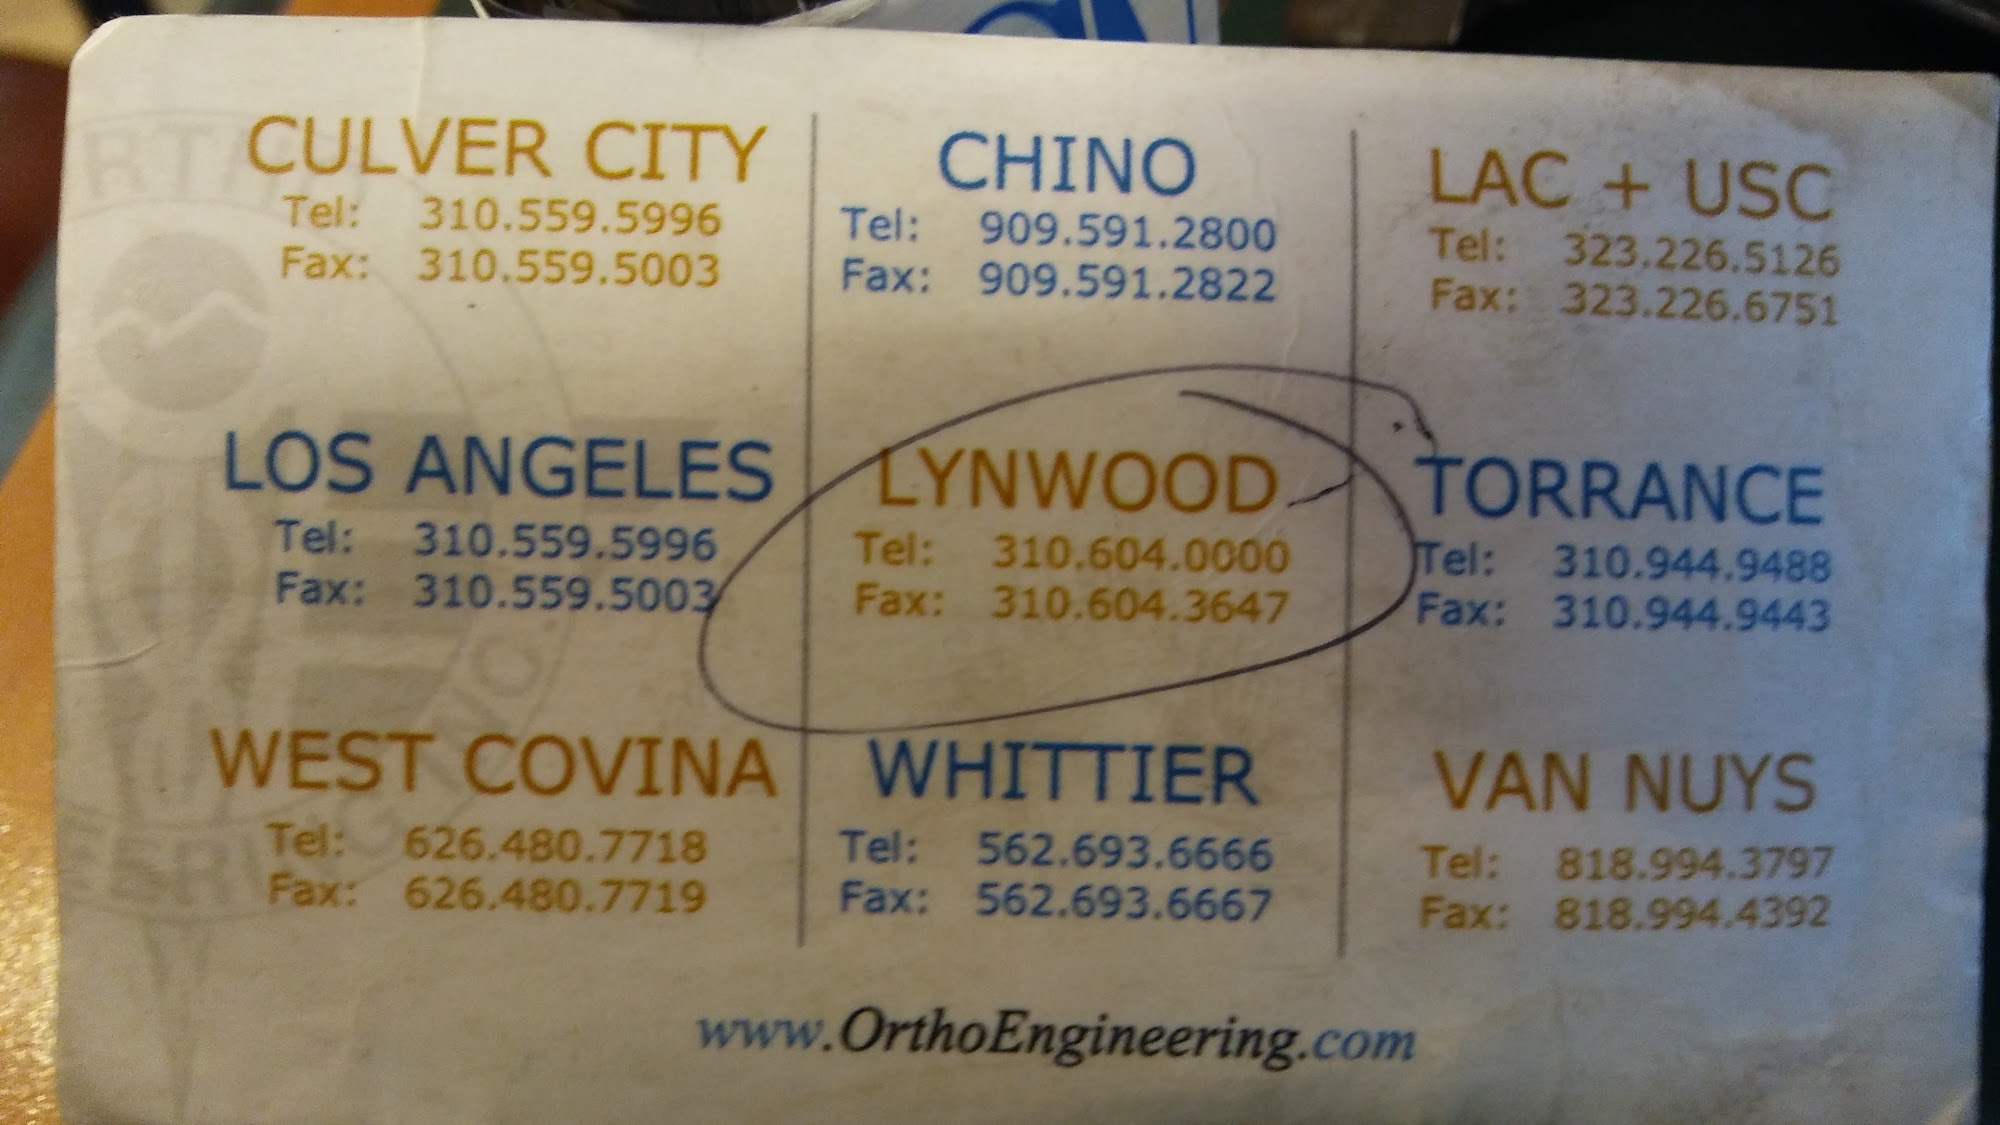 CULVER CITY
Tel: 310.559.5996
Fax: 310.559.5003
CHINO
Tel: 909.591.2800
Fax: 909.591.2822
LAC + USC
Tel: 323.226.5126
Fax: 323.226.6751
LOS ANGELES
Tel: 310.559.5996
Fax: 310.559.5003
LYNWOOD
Tel: 310.604.0000
Fax: 310.604.3647
TORRANCE
Tel: 310.944.9488
Fax: 310.944.9443
WEST COVINA
Tel: 626.480.7718
Fax: 626.480.7719
WHITTIER
Tel: 562.693.6666
Fax: 562.693.6667
VAN NUYS
Tel: 818.994.3797
Fax: 818.994.4392
www.OrthoEngineering.com